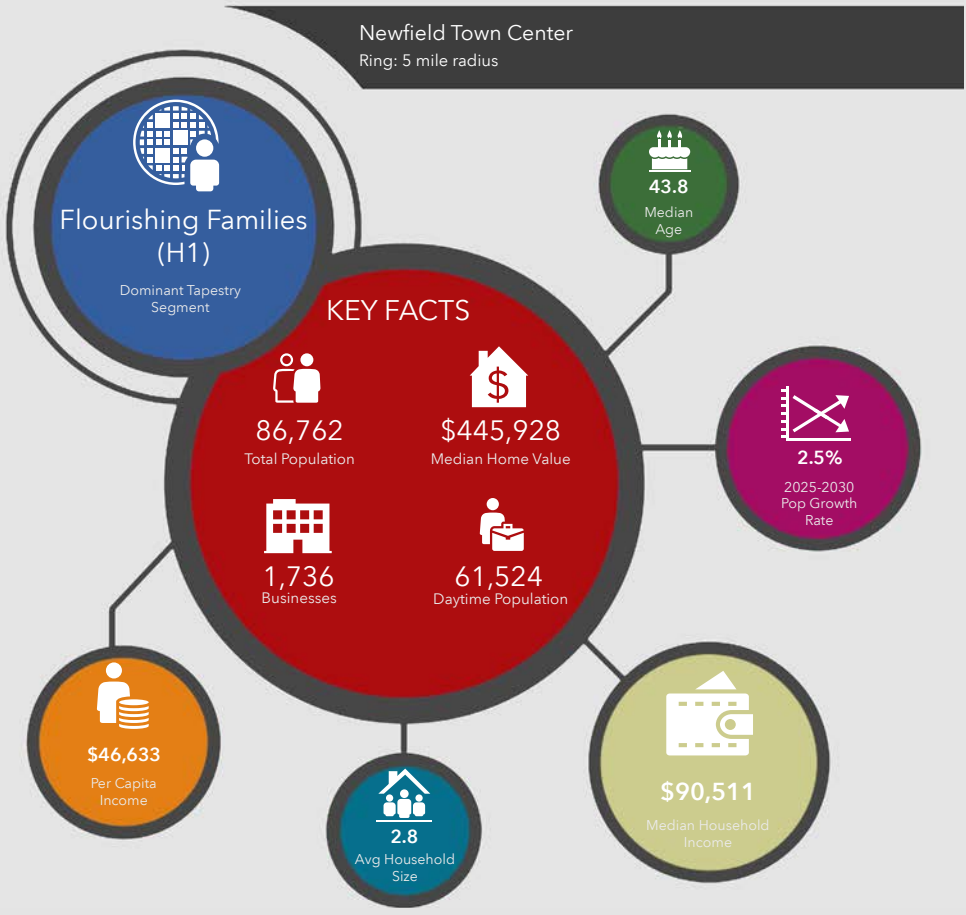 Newfield Town Center
Ring: 5 mile radius
Flourishing Families
(H1)
Dominant Tapestry
Segment
43.8
Median
Age
KEY FACTS
$
86,762
Total Population
$445,928
Median Home Value
1,736
Businesses
61,524
Daytime Population
2.5%
2025-2030
Pop Growth
Rate
$46,633
Per Capita
Income
2.8
Avg Household
Size
$90,511
Median Household
Income